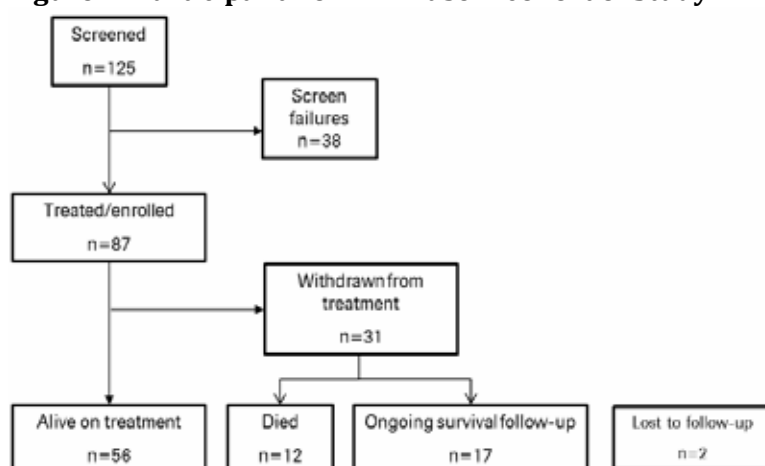 Screened
n=125
Screen
failures
n=38
Treated/enrolled
n=87
Withdrawn from
treatment
n=31
Alive on treatment
n=56
Died
n=12
Ongoing survival follow-up
n=17
Lost to follow-up
n=2